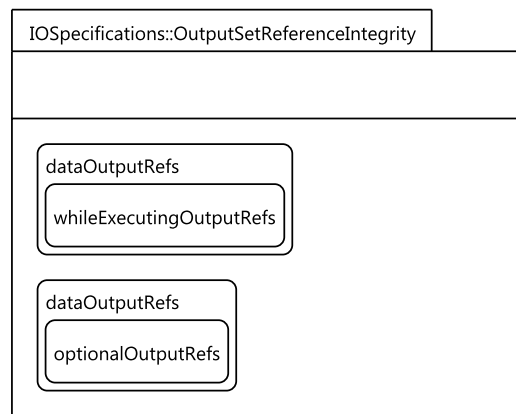 IOSpecifications::OutputSetReferenceIntegrity
dataOutputRefs
whileExecutingOutputRefs
dataOutputRefs
optionalOutputRefs